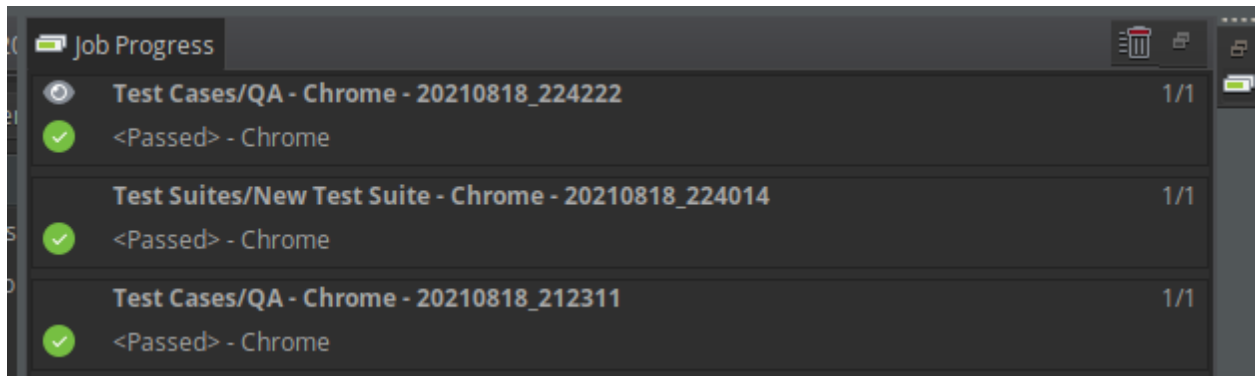 Job Progress
Test Cases/QA - Chrome - 20210818_224222 1/1
<Passed> - Chrome
Test Suites/New Test Suite - Chrome - 20210818_224014 1/1
<Passed> - Chrome
Test Cases/QA - Chrome - 20210818_212311 1/1
<Passed> - Chrome